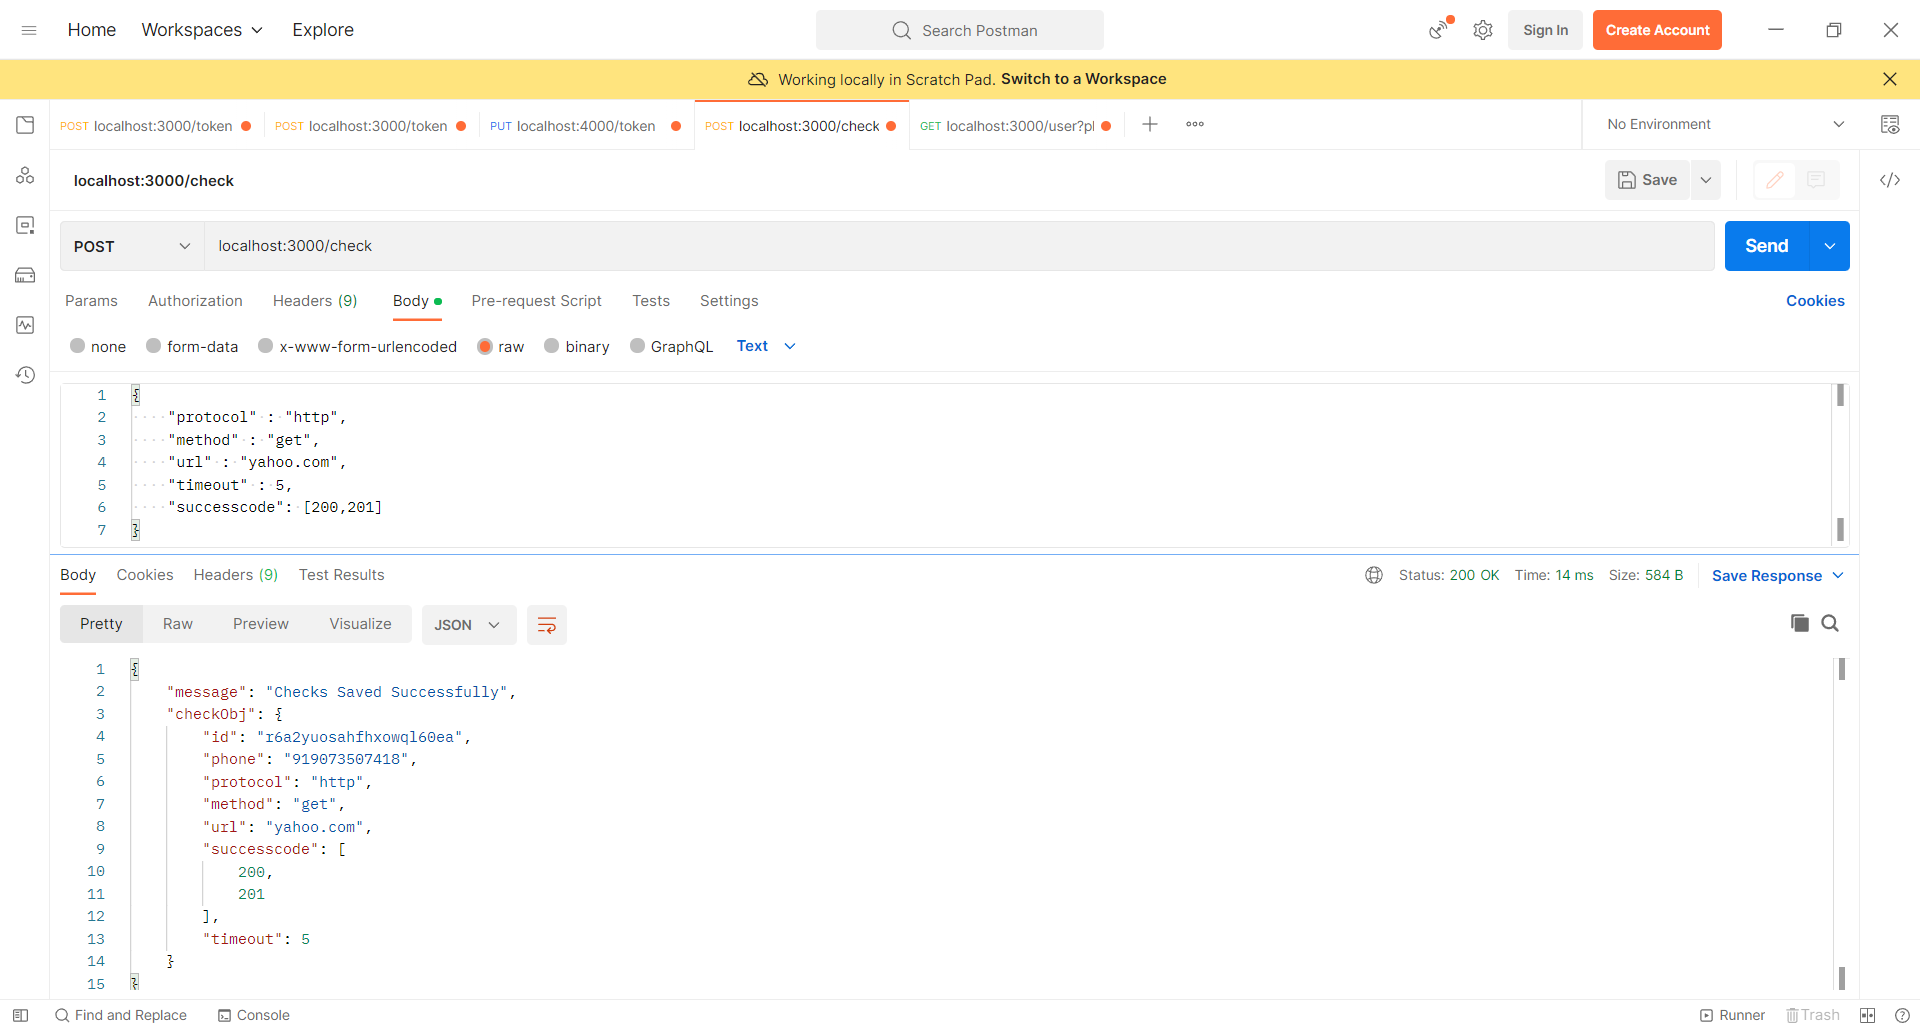 Home Workspaces Explore Search Postman Sign In Create Account
Working locally in Scratch Pad. Switch to a Workspace
POST localhost:3000/token POST localhost:3000/token PUT localhost:4000/token POST localhost:3000/check GET localhost:3000/user?pl No Environment
localhost:3000/check Save
POST localhost:3000/check Send
Params Authorization Headers (9) Body Pre-request Script Tests Settings Cookies
none form-data x-www-form-urlencoded raw binary GraphQL Text
1 {
2 "protocol" : "http",
3 "method" : "get",
4 "url" : "yahoo.com",
5 "timeout" : 5,
6 "successcode": [200,201]
7 }
Body Cookies Headers (9) Test Results Status: 200 OK Time: 14 ms Size: 584 B Save Response
Pretty Raw Preview Visualize JSON
1 {
2 "message": "Checks Saved Successfully",
3 "checkObj": {
4 "id": "r6a2yuosahfhxowql60ea",
5 "phone": "919073507418",
6 "protocol": "http",
7 "method": "get",
8 "url": "yahoo.com",
9 "successcode": [
10 200,
11 201
12 ],
13 "timeout": 5
14 }
15 }
Find and Replace Console Runner Trash